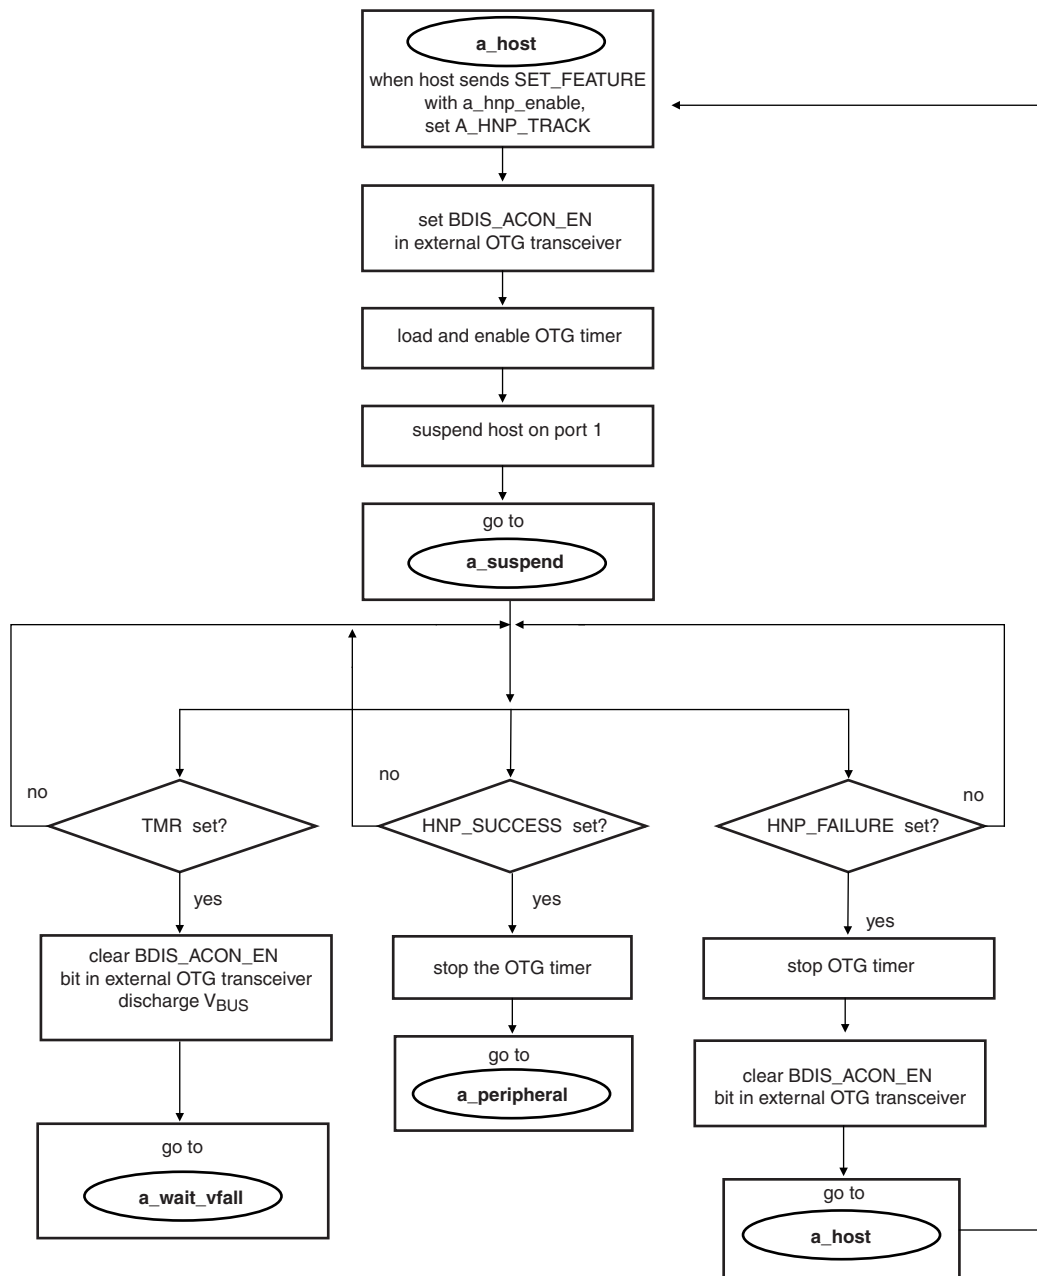 a_host
when host sends SET_FEATURE
with a_hnp_enable,
set A_HNP_TRACK
set BDIS_ACON_EN
in external OTG transceiver
load and enable OTG timer
suspend host on port 1
go to
a_suspend
no
no
no
TMR set?
HNP_SUCCESS set?
HNP_FAILURE set?
yes
yes
yes
clear BDIS_ACON_EN
bit in external OTG transceiver
discharge VBUS
stop the OTG timer
stop OTG timer
go to
a_peripheral
clear BDIS_ACON_EN
bit in external OTG transceiver
go to
a_wait_vfall
go to
a_host